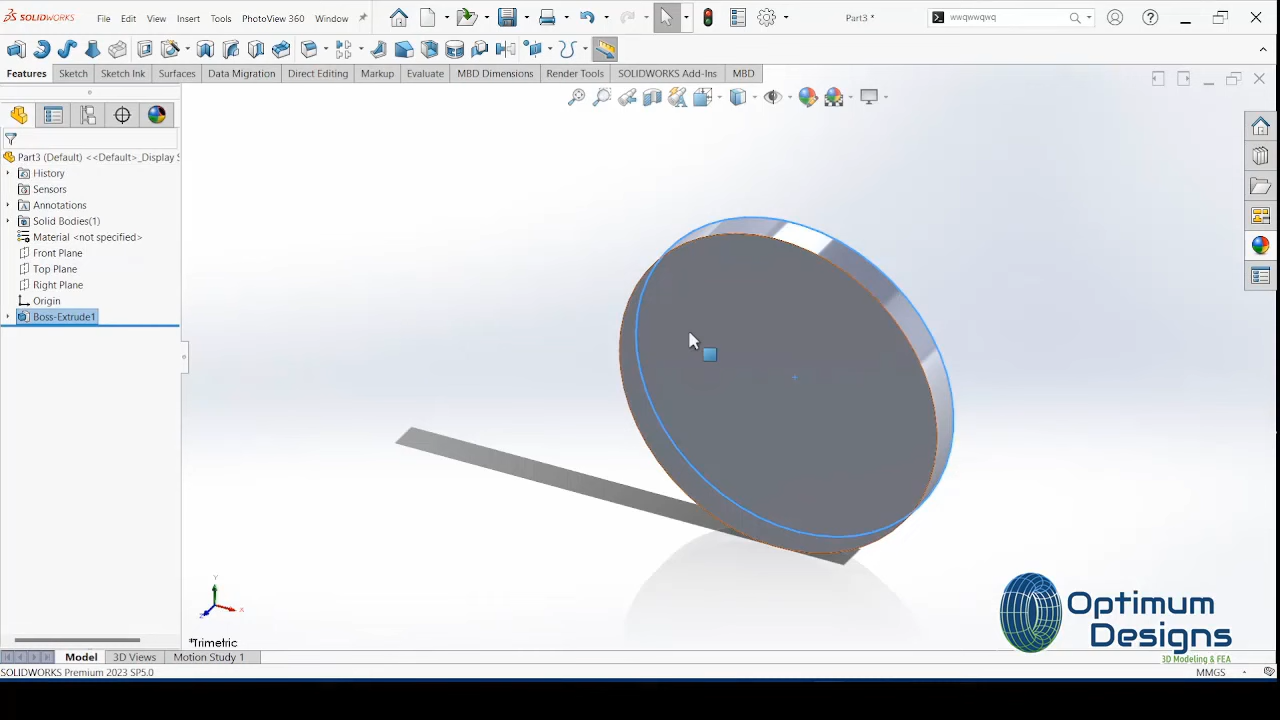 SOLIDWORKS File Edit View Insert Tools PhotoView 360 Window Part3 * wwqwwqwq
Features Sketch Sketch Ink Surfaces Data Migration Direct Editing Markup Evaluate MBD Dimensions Render Tools SOLIDWORKS Add-Ins MBD
Part3 (Default) <<Default>_Display S
History
Sensors
Annotations
Solid Bodies(1)
Material <not specified>
Front Plane
Top Plane
Right Plane
Origin
Boss-Extrude1
Y
X
Z
*Trimetric
Optimum
Designs
3D Modeling & FEA
Model 3D Views Motion Study 1
SOLIDWORKS Premium 2023 SP5.0 MMGS